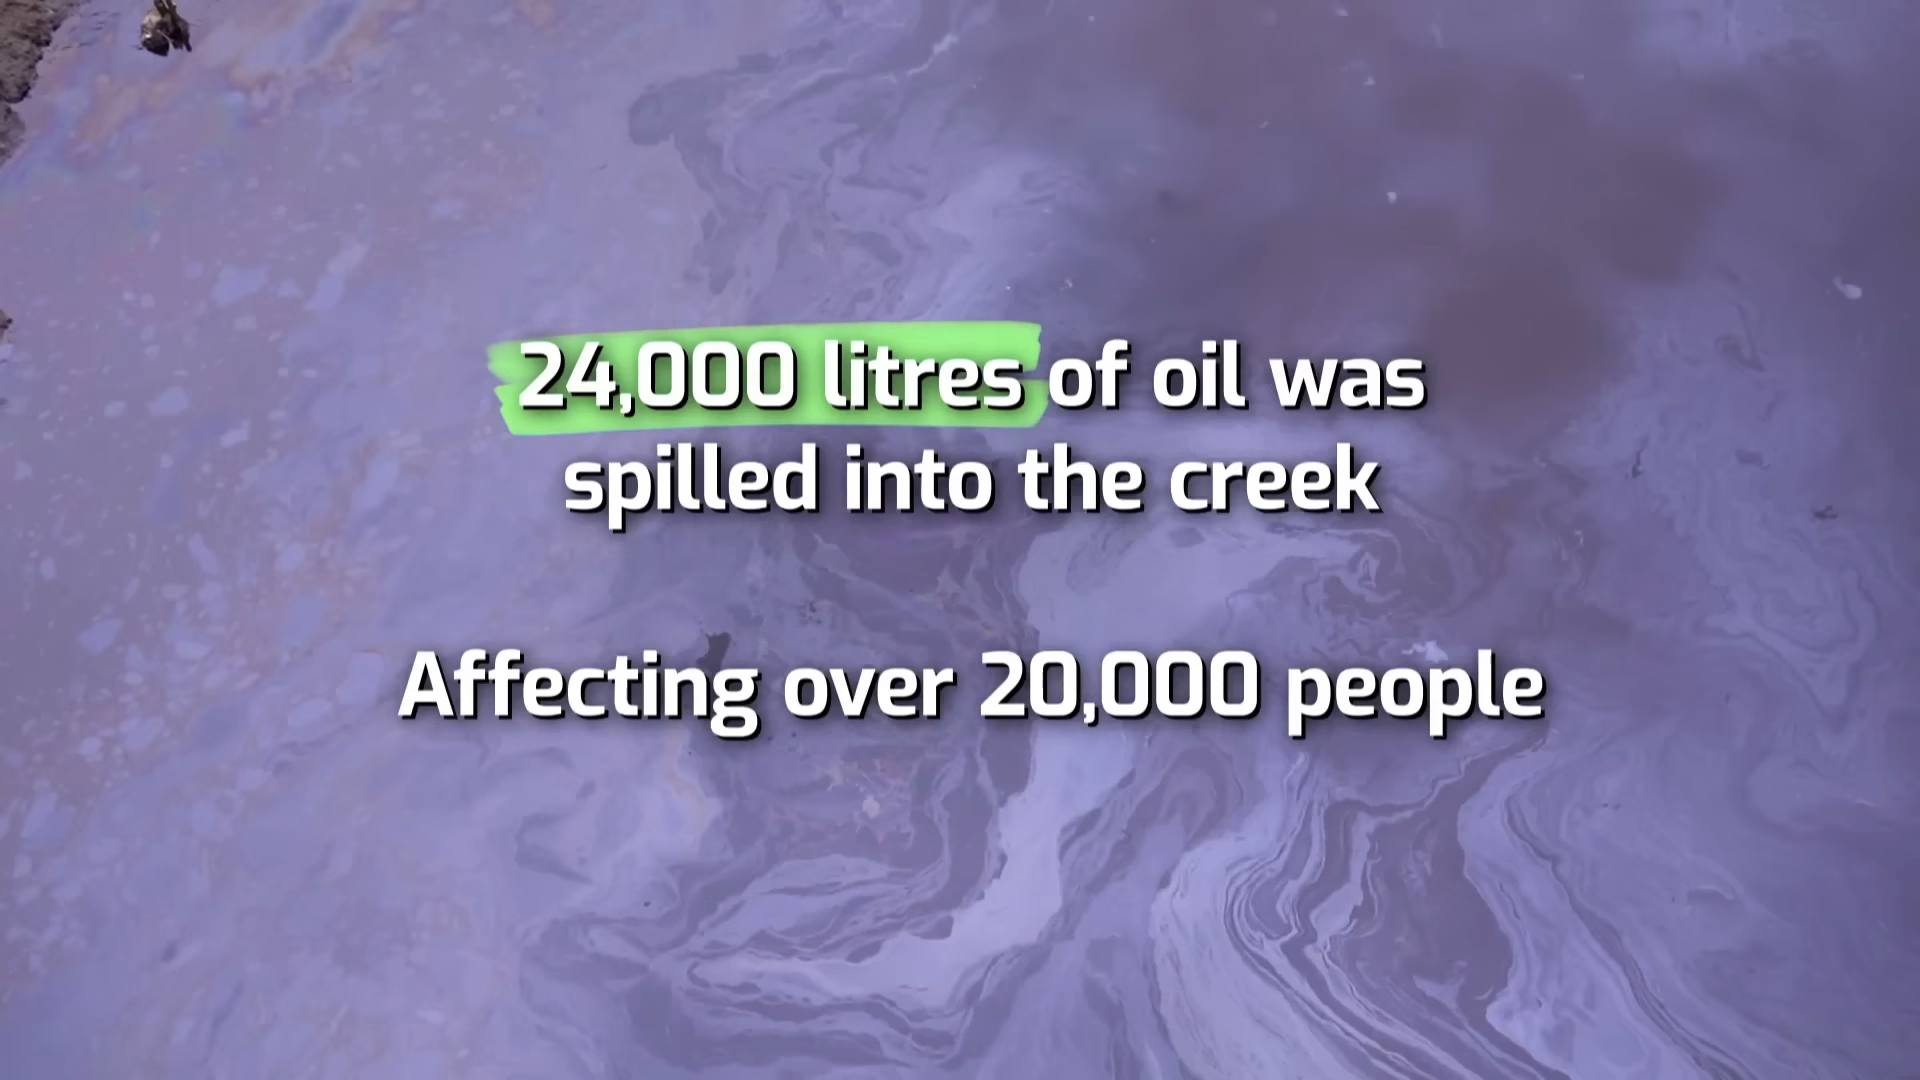 24,000 litres of oil was
spilled into the creek
Affecting over 20,000 people